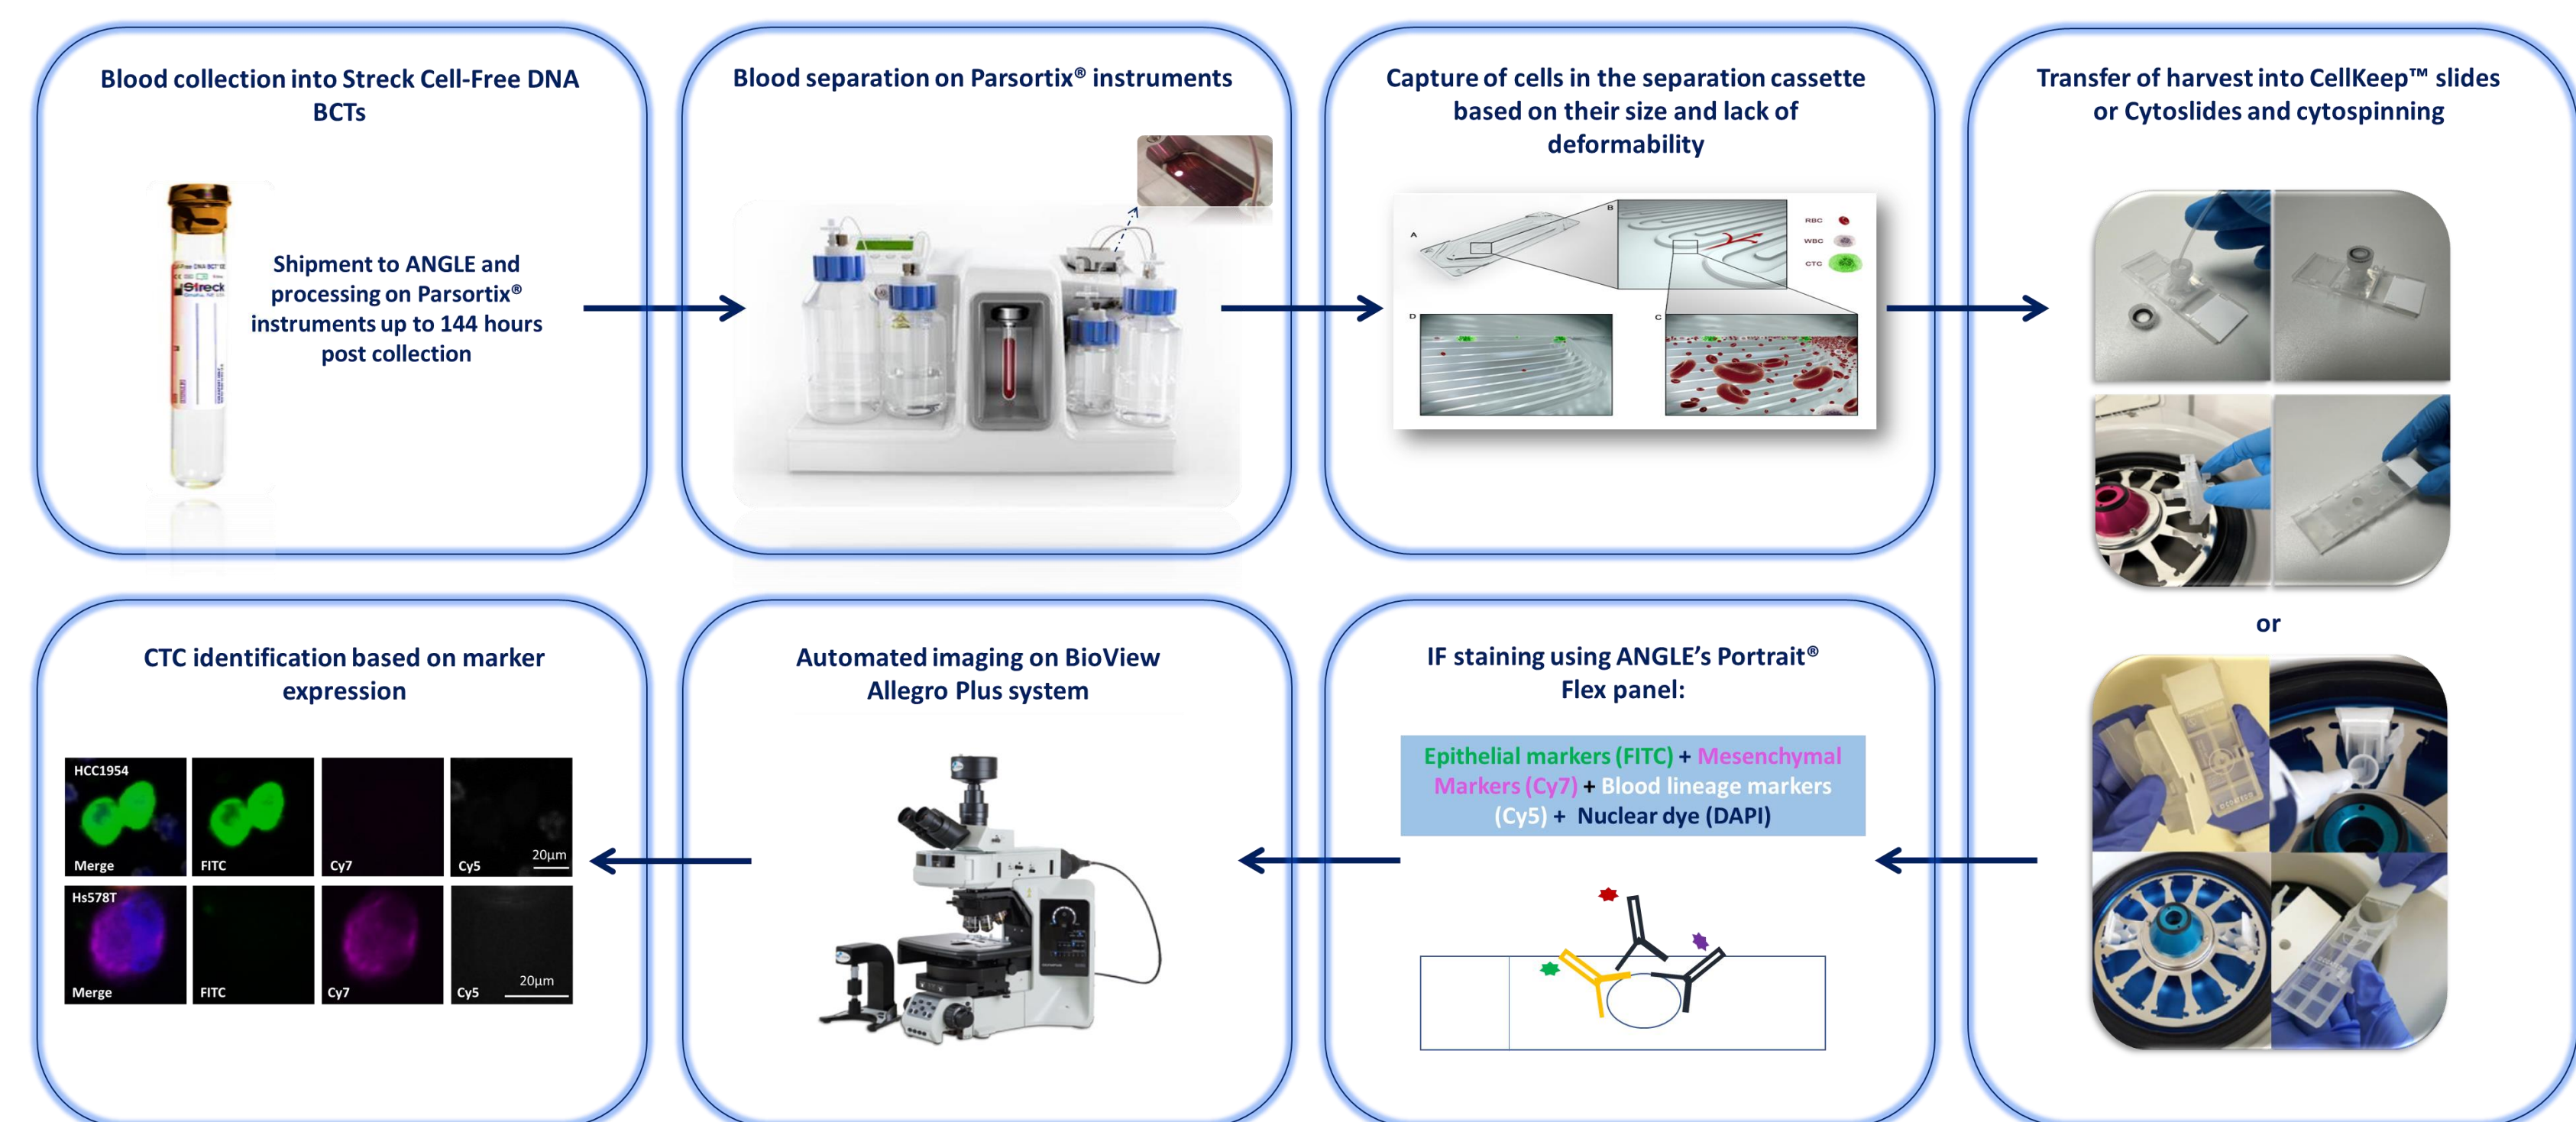 Blood collection into Streck Cell-Free DNA
BCTs
Streck
Shipment to ANGLE and
processing on Parsortix®
instruments up to 144 hours
post collection
Blood separation on Parsortix® instruments
Capture of cells in the separation cassette
based on their size and lack of
deformability
A
B
RBC
WBC
CTC
D
C
Transfer of harvest into CellKeep™ slides
or Cytoslides and cytospinning
or
IF staining using ANGLE’s Portrait®
Flex panel:
Epithelial markers (FITC) + Mesenchymal
Markers (Cy7) + Blood lineage markers
(Cy5) + Nuclear dye (DAPI)
Automated imaging on BioView
Allegro Plus system
CTC identification based on marker
expression
HCC1954
Merge
FITC
Cy7
Cy5
20µm
Hs578T
Merge
FITC
Cy7
Cy5
20µm